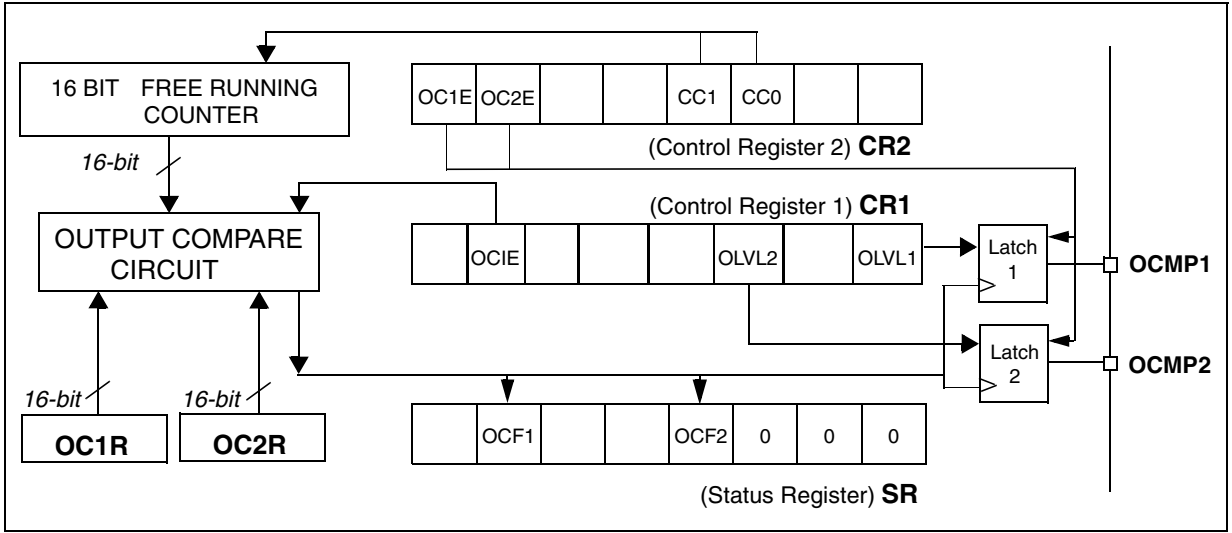 16 BIT FREE RUNNING
COUNTER
OC1E OC2E CC1 CC0
(Control Register 2) CR2
16-bit
(Control Register 1) CR1
OUTPUT COMPARE
CIRCUIT
OCIE OLVL2 OLVL1
Latch
1
OCMP1
Latch
2
OCMP2
16-bit 16-bit
OC1R OC2R
OCF1 OCF2 0 0 0
(Status Register) SR